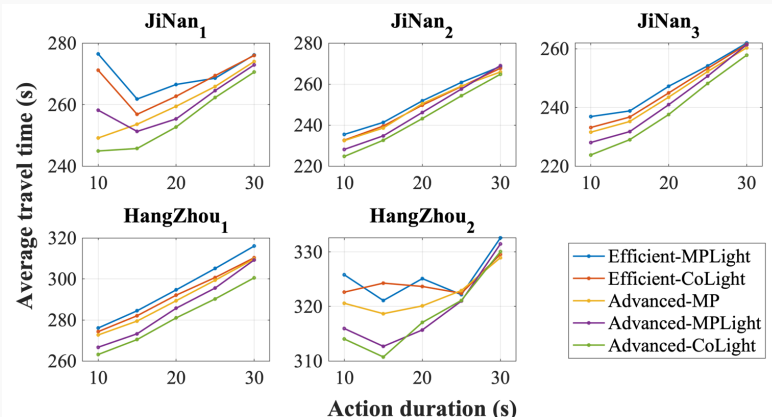 JiNan1
JiNan2
JiNan3
280
260
240
10
20
30
280
260
240
220
10
20
30
260
240
220
10
20
30
Average travel time (s)
HangZhou1
HangZhou2
320
300
280
260
10
20
30
330
320
310
10
20
30
Efficient-MPLight
Efficient-CoLight
Advanced-MP
Advanced-MPLight
Advanced-CoLight
Action duration (s)